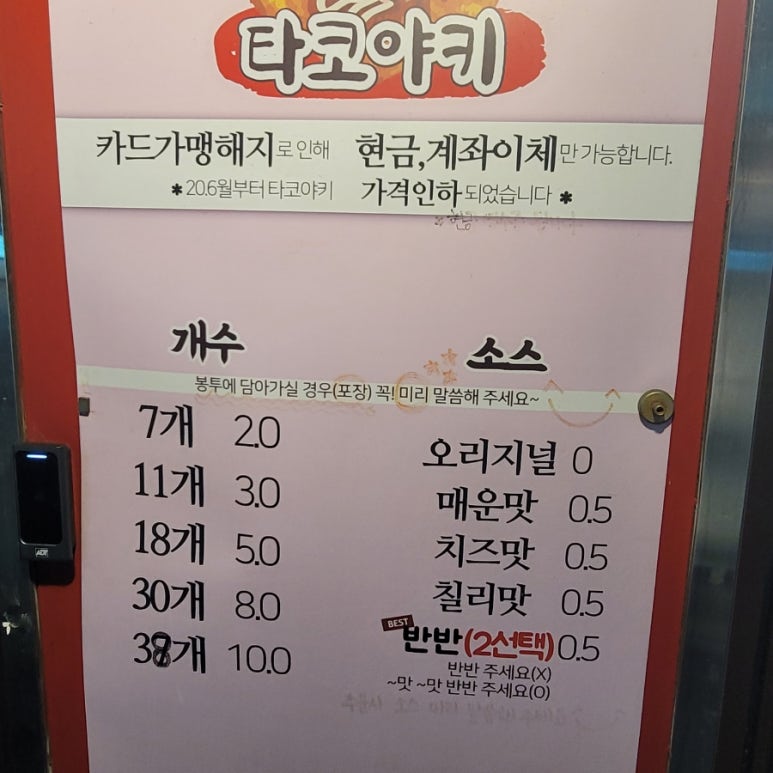 타코야키
카드가맹해지로 인해 현금,계좌이체만 가능합니다.
*20.6월부터 타코야키 가격인하 되었습니다 *
개수 소스
봉투에 담아가실 경우(포장) 꼭! 미리 말씀해 주세요~
7개 2.0
11개 3.0
18개 5.0
30개 8.0
38개 10.0
오리지널 0
매운맛 0.5
치즈맛 0.5
칠리맛 0.5
BEST
반반(2선택) 0.5
반반 주세요(X)
~맛 ~맛 반반 주세요(O)
ADT